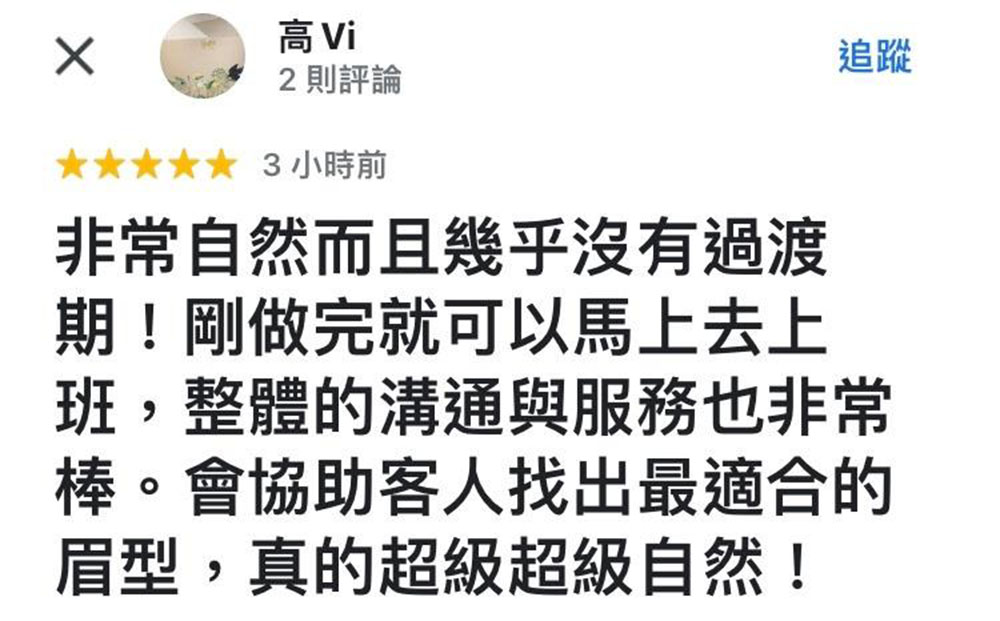 高 Vi
2 則評論
追蹤
3 小時前
非常自然而且幾乎沒有過渡
期！剛做完就可以馬上去上
班，整體的溝通與服務也非常
棒。會協助客人找出最適合的
眉型，真的超級超級自然！